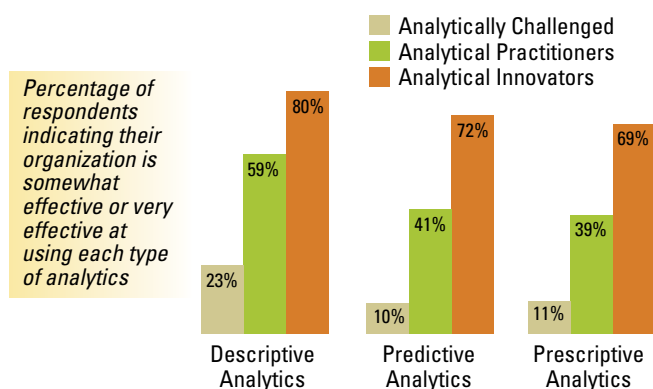 Analytically Challenged
Analytical Practitioners
Analytical Innovators
Percentage of
respondents
indicating their
organization is
somewhat
effective or very
effective at
using each type
of analytics
23%
59%
80%
10%
41%
72%
11%
39%
69%
Descriptive
Analytics
Predictive
Analytics
Prescriptive
Analytics